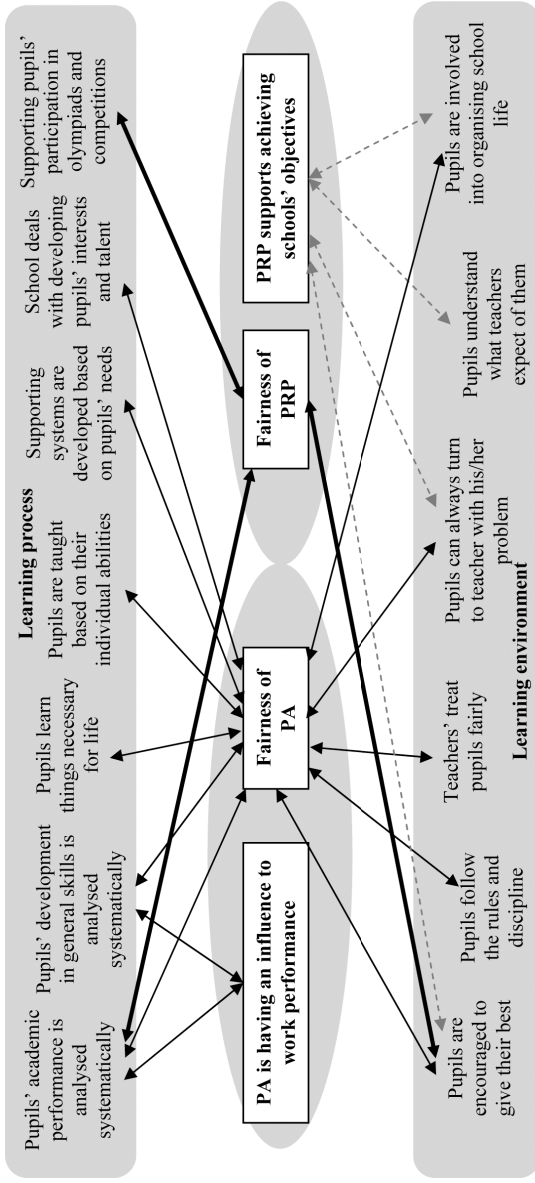 Learning process
Pupils' academic
performance is
analysed
systematically
Pupils' development
in general skills is
analysed
systematically
Pupils learn
things necessary
for life
Pupils are taught
based on their
individual abilities
Supporting
systems are
developed based
on pupils' needs
School deals
with developing
pupils' interests
and talent
Supporting pupils'
participation in
olympiads and
competitions
PA is having an influence to
work performance
Fairness of
PA
Fairness of
PRP
PRP supports achieving
schools' objectives
Pupils are
encouraged to
give their best
Pupils follow
the rules and
discipline
Teachers' treat
pupils fairly
Pupils can always turn
to teacher with his/her
problem
Pupils understand
what teachers
expect of them
Pupils are involved
into organising school
life
Learning environment